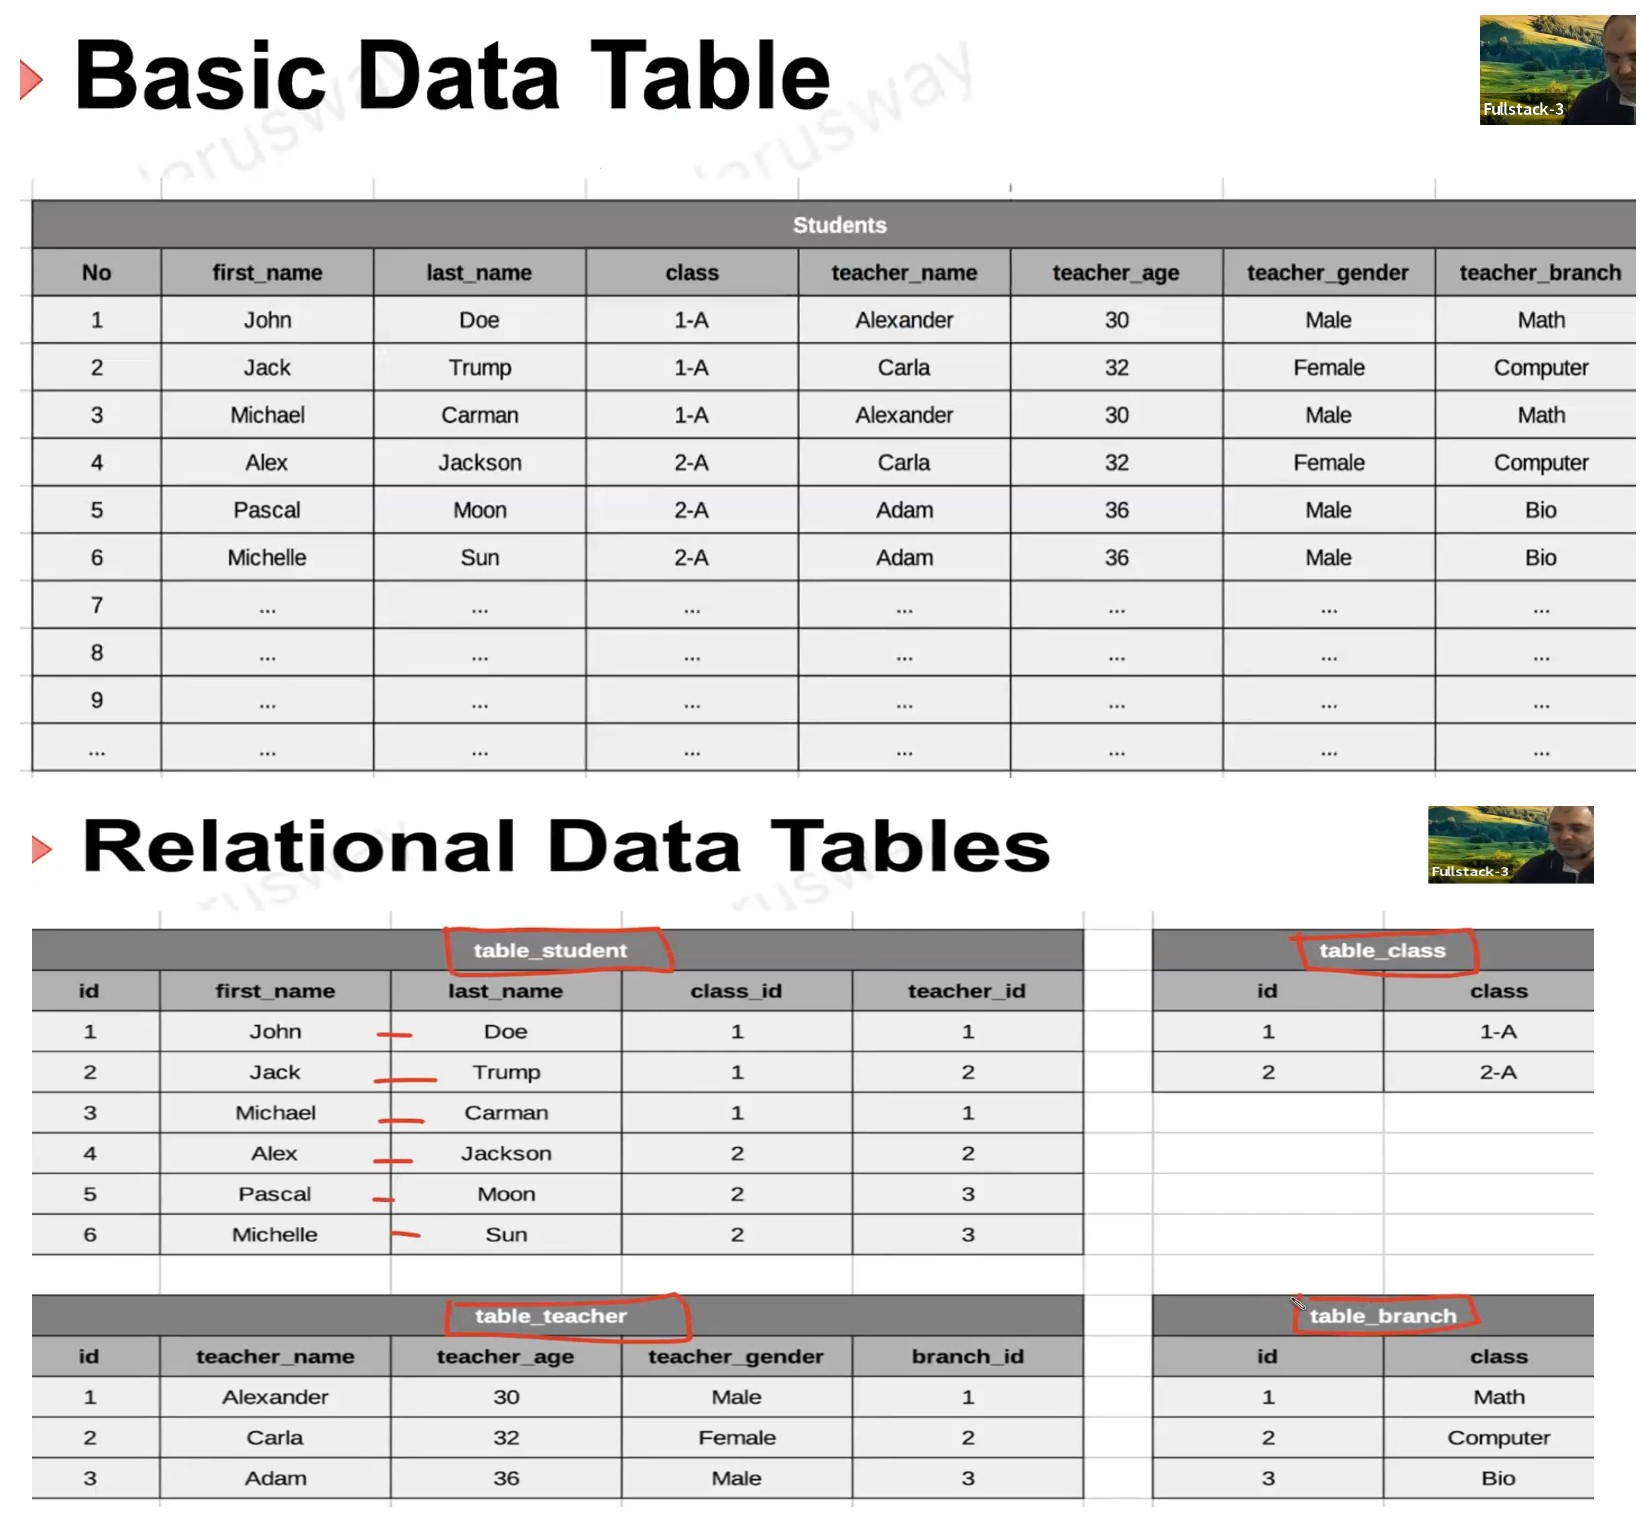 Basic Data Table
Fullstack-3
Students
No first_name last_name class teacher_name teacher_age teacher_gender teacher_branch
1 John Doe 1-A Alexander 30 Male Math
2 Jack Trump 1-A Carla 32 Female Computer
3 Michael Carman 1-A Alexander 30 Male Math
4 Alex Jackson 2-A Carla 32 Female Computer
5 Pascal Moon 2-A Adam 36 Male Bio
6 Michelle Sun 2-A Adam 36 Male Bio
7 ... ... ... ... ... ... ...
8 ... ... ... ... ... ... ...
9 ... ... ... ... ... ... ...
... ... ... ... ... ... ... ...
Relational Data Tables
Fullstack-3
table_student
id first_name last_name class_id teacher_id
1 John Doe 1 1
2 Jack Trump 1 2
3 Michael Carman 1 1
4 Alex Jackson 2 2
5 Pascal Moon 2 3
6 Michelle Sun 2 3
table_class
id class
1 1-A
2 2-A
table_teacher
id teacher_name teacher_age teacher_gender branch_id
1 Alexander 30 Male 1
2 Carla 32 Female 2
3 Adam 36 Male 3
table_branch
id class
1 Math
2 Computer
3 Bio